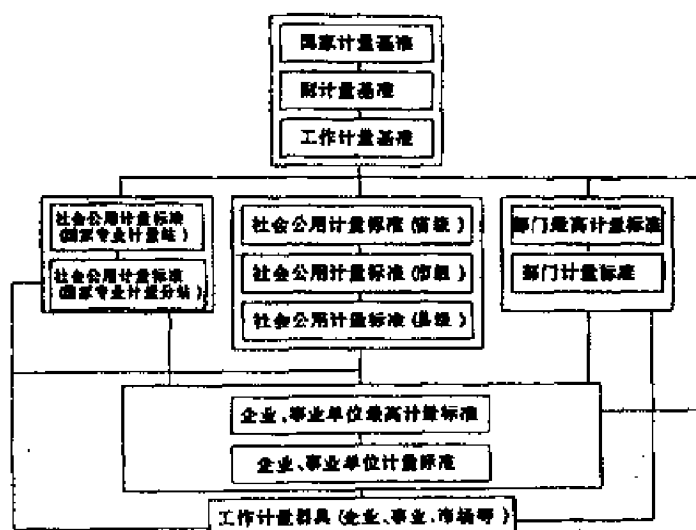 国家计量基准
副计量基准
工作计量基准
社会公用计量标准
(国家专业计量站)
社会公用计量标准
(国家专业计量分站)
社会公用计量标准(省级)
社会公用计量标准(市级)
社会公用计量标准(县级)
部门最高计量标准
部门计量标准
企业、事业单位最高计量标准
企业、事业单位计量标准
工作计量器具(企业、事业、市场等)